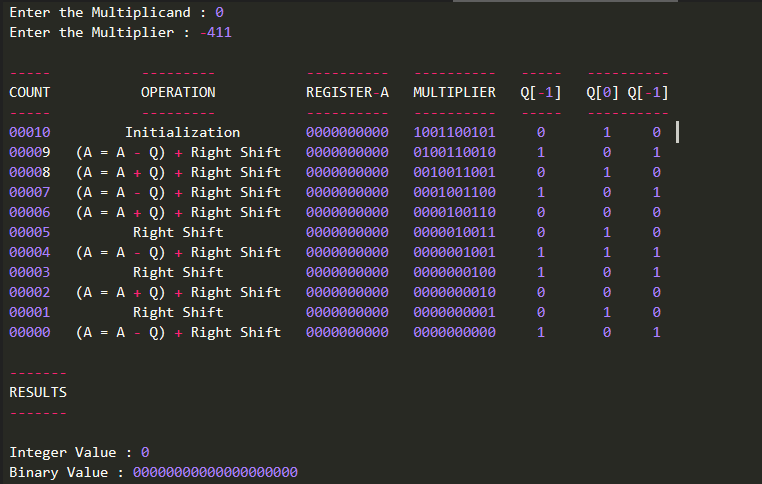 Enter the Multiplicand : 0
Enter the Multiplier : -411
----- --------- ---------- ---------- ----- ----------
COUNT OPERATION REGISTER-A MULTIPLIER Q[-1] Q[0] Q[-1]
----- --------- ---------- ---------- ----- ----------
00010 Initialization 0000000000 1001100101 0 1 0
00009 (A = A - Q) + Right Shift 0000000000 0100110010 1 0 1
00008 (A = A + Q) + Right Shift 0000000000 0010011001 0 1 0
00007 (A = A - Q) + Right Shift 0000000000 0001001100 1 0 1
00006 (A = A + Q) + Right Shift 0000000000 0000100110 0 0 0
00005 Right Shift 0000000000 0000010011 0 1 0
00004 (A = A - Q) + Right Shift 0000000000 0000001001 1 1 1
00003 Right Shift 0000000000 0000000100 1 0 1
00002 (A = A + Q) + Right Shift 0000000000 0000000010 0 0 0
00001 Right Shift 0000000000 0000000001 0 1 0
00000 (A = A - Q) + Right Shift 0000000000 0000000000 1 0 1
-------
RESULTS
-------
Integer Value : 0
Binary Value : 00000000000000000000